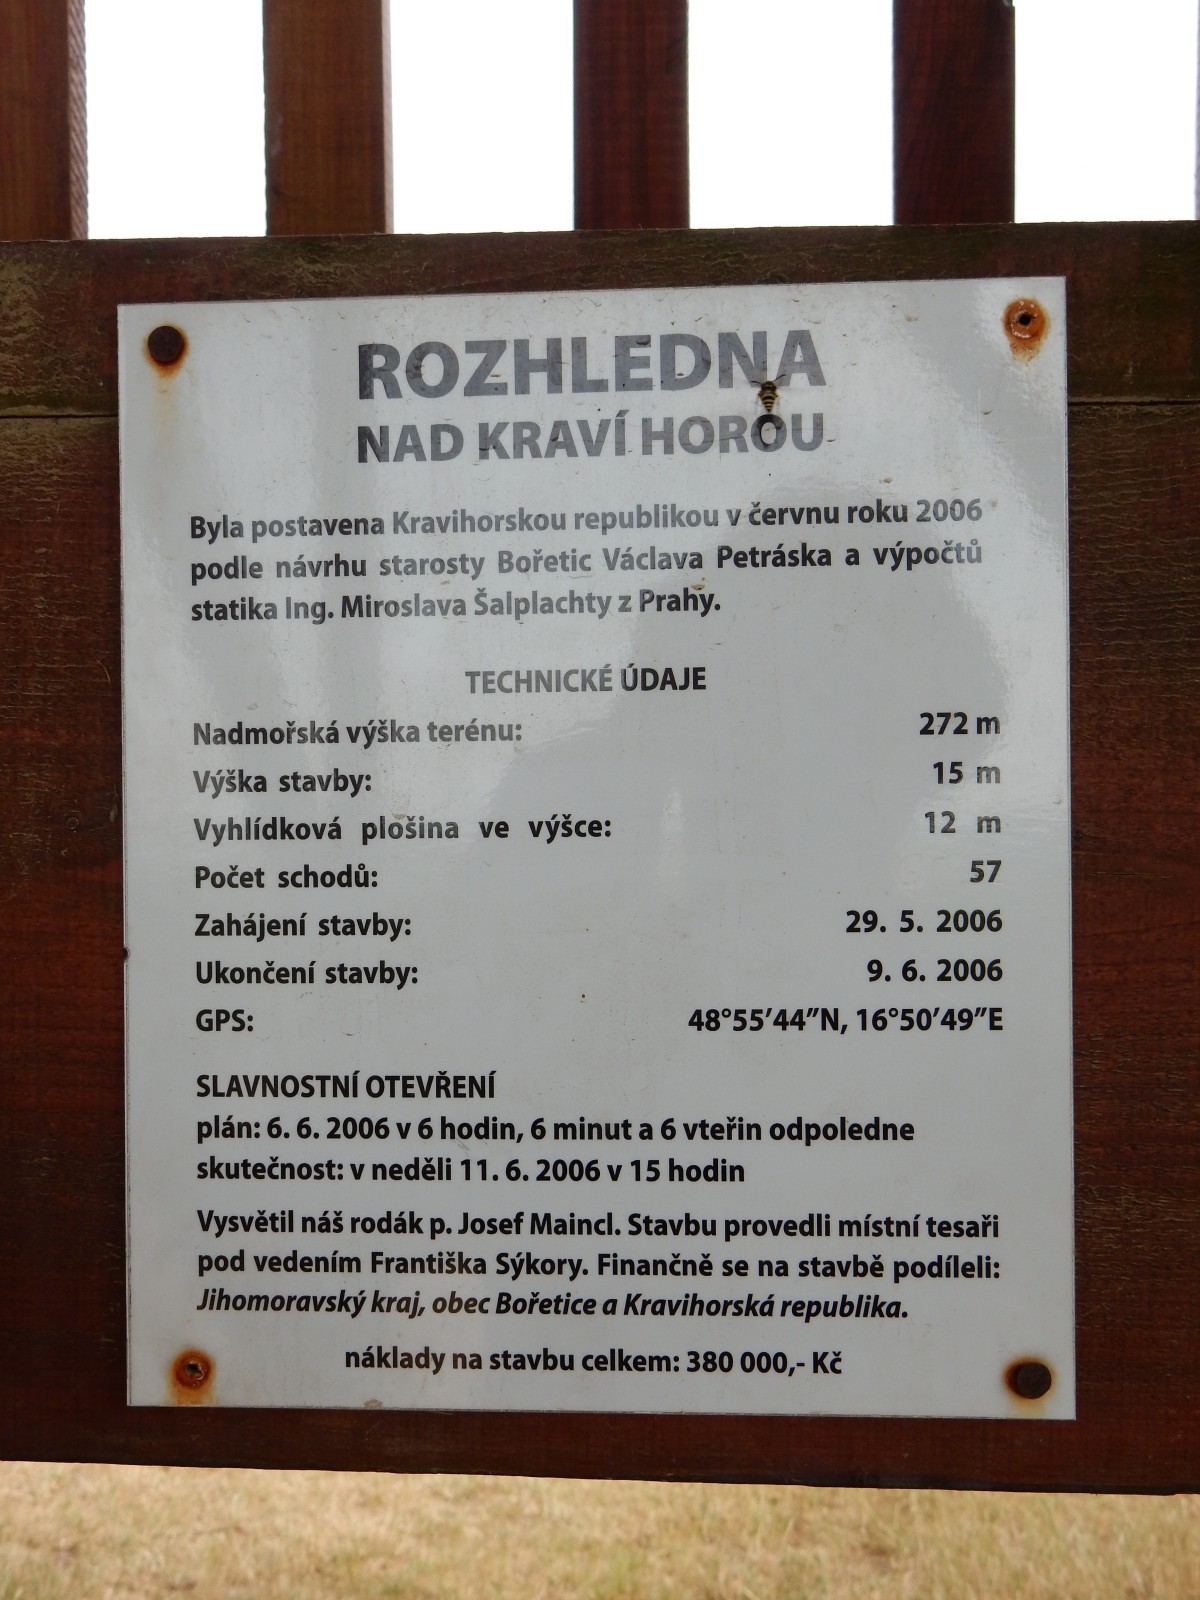 ROZHLEDNA
NAD KRAVÍ HOROU
Byla postavena Kravihorskou republikou v červnu roku 2006
podle návrhu starosty Bořetic Václava Petráska a výpočtů
statika Ing. Miroslava Šalplachty z Prahy.
TECHNICKÉ ÚDAJE
Nadmořská výška terénu: 272 m
Výška stavby: 15 m
Vyhlídková plošina ve výšce: 12 m
Počet schodů: 57
Zahájení stavby: 29. 5. 2006
Ukončení stavby: 9. 6. 2006
GPS: 48°55’44”N, 16°50’49”E
SLAVNOSTNÍ OTEVŘENÍ
plán: 6. 6. 2006 v 6 hodin, 6 minut a 6 vteřin odpoledne
skutečnost: v neděli 11. 6. 2006 v 15 hodin
Vysvětil náš rodák p. Josef Maincl. Stavbu provedli místní tesaři
pod vedením Františka Sýkory. Finančně se na stavbě podíleli:
Jihomoravský kraj, obec Bořetice a Kravihorská republika.
náklady na stavbu celkem: 380 000,- Kč